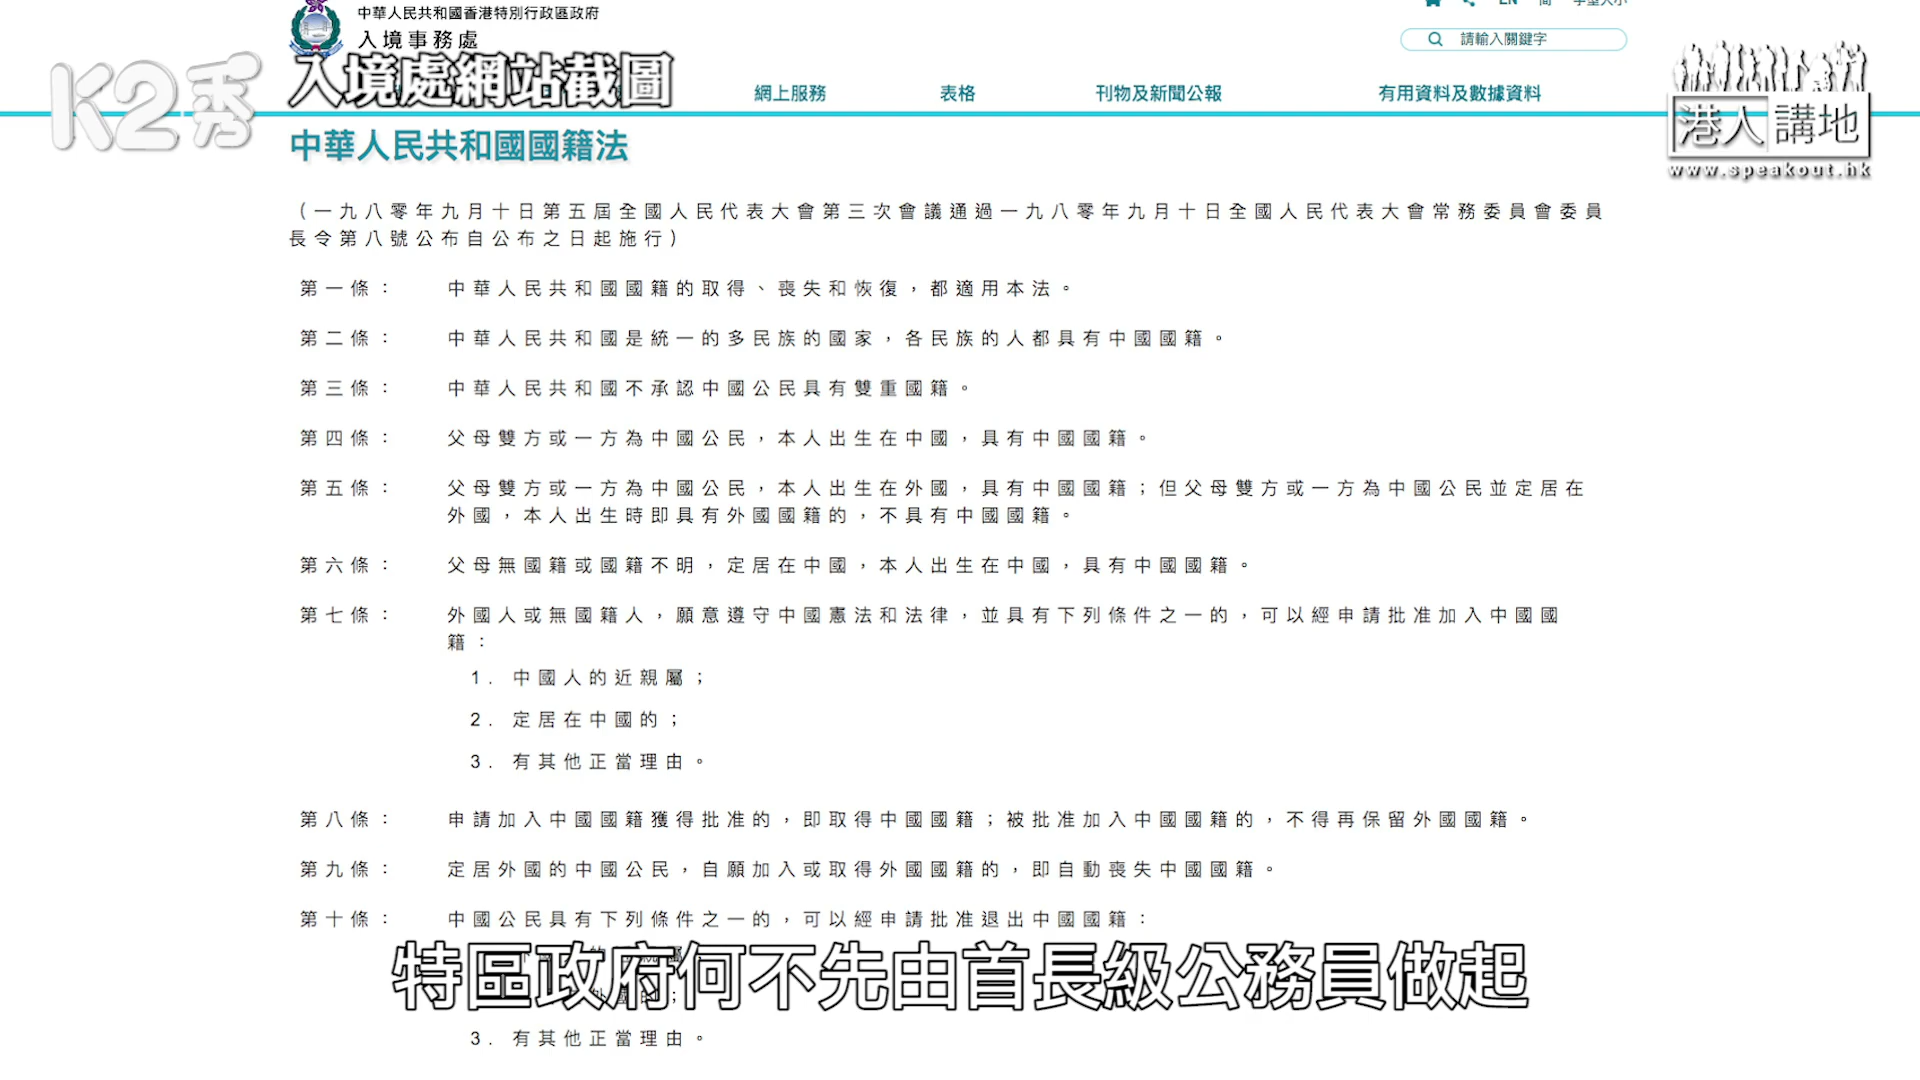 中華人民共和國香港特別行政區政府
入境事務處
EN 簡 字型大小
請輸入關鍵字
K2秀
入境處網站截圖
網上服務 表格 刊物及新聞公報 有用資料及數據資料
港人講地
www.speakout.hk
中華人民共和國國籍法
（一九八零年九月十日第五屆全國人民代表大會第三次會議通過一九八零年九月十日全國人民代表大會常務委員會委員
長令第八號公布自公布之日起施行）
第一條： 中華人民共和國國籍的取得、喪失和恢復，都適用本法。
第二條： 中華人民共和國是統一的多民族的國家，各民族的人都具有中國國籍。
第三條： 中華人民共和國不承認中國公民具有雙重國籍。
第四條： 父母雙方或一方為中國公民，本人出生在中國，具有中國國籍。
第五條： 父母雙方或一方為中國公民，本人出生在外國，具有中國國籍；但父母雙方或一方為中國公民並定居在
外國，本人出生時即具有外國國籍的，不具有中國國籍。
第六條： 父母無國籍或國籍不明，定居在中國，本人出生在中國，具有中國國籍。
第七條： 外國人或無國籍人，願意遵守中國憲法和法律，並具有下列條件之一的，可以經申請批准加入中國國
籍：
1. 中國人的近親屬；
2. 定居在中國的；
3. 有其他正當理由。
第八條： 申請加入中國國籍獲得批准的，即取得中國國籍；被批准加入中國國籍的，不得再保留外國國籍。
第九條： 定居外國的中國公民，自願加入或取得外國國籍的，即自動喪失中國國籍。
第十條： 中國公民具有下列條件之一的，可以經申請批准退出中國國籍：
特區政府何不先由首長級公務員做起
3. 有其他正當理由。